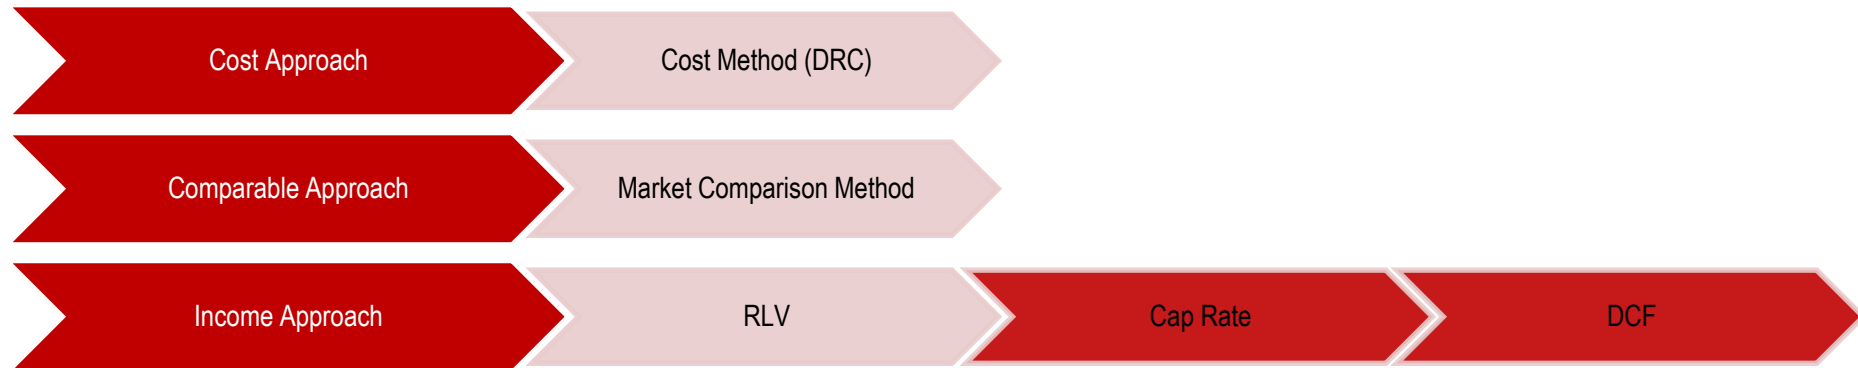 Cost Approach
Cost Method (DRC)
Comparable Approach
Market Comparison Method
Income Approach
RLV
Cap Rate
DCF